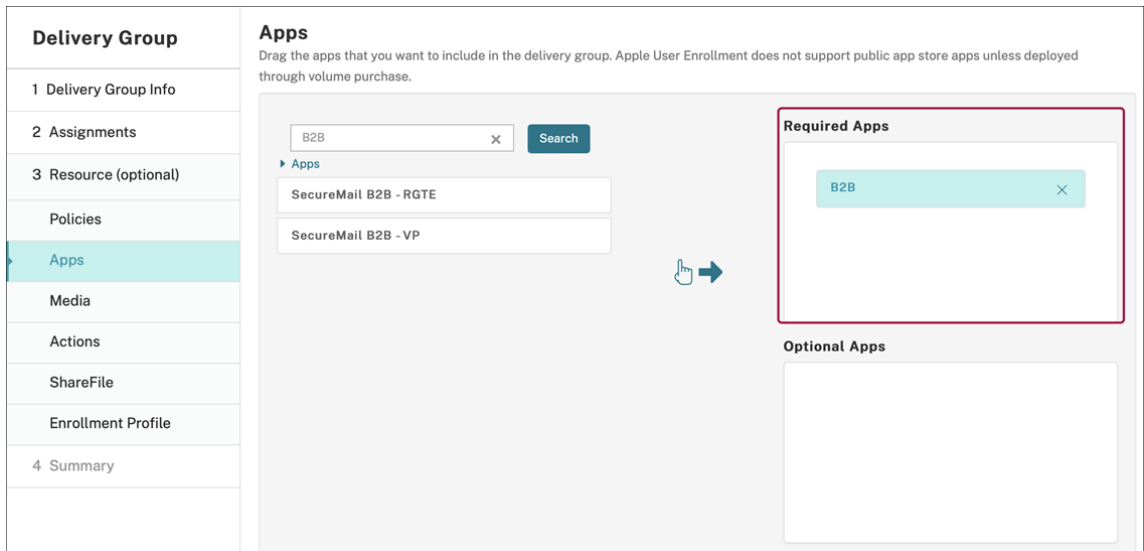 Delivery Group
1 Delivery Group Info
2 Assignments
3 Resource (optional)
Policies
Apps
Media
Actions
ShareFile
Enrollment Profile
4 Summary
Apps
Drag the apps that you want to include in the delivery group. Apple User Enrollment does not support public app store apps unless deployed
through volume purchase.
B2B
Search
Apps
SecureMail B2B - RGTE
SecureMail B2B - VP
Required Apps
B2B
Optional Apps